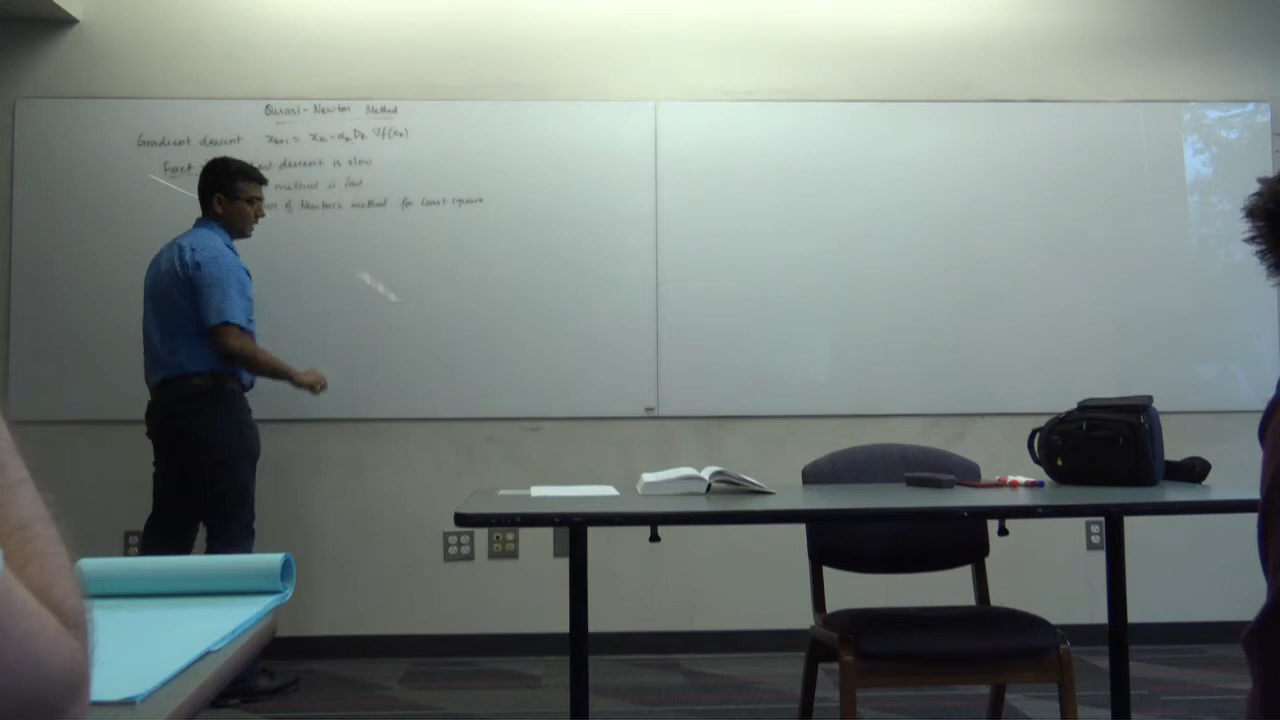 Quasi-Newton Method
Gradient descent xₖ₊₁ = xₖ - αₖ Dₖ ∇f(xₖ)
Fact descent is slow
method is fast
of Newton's method for least square